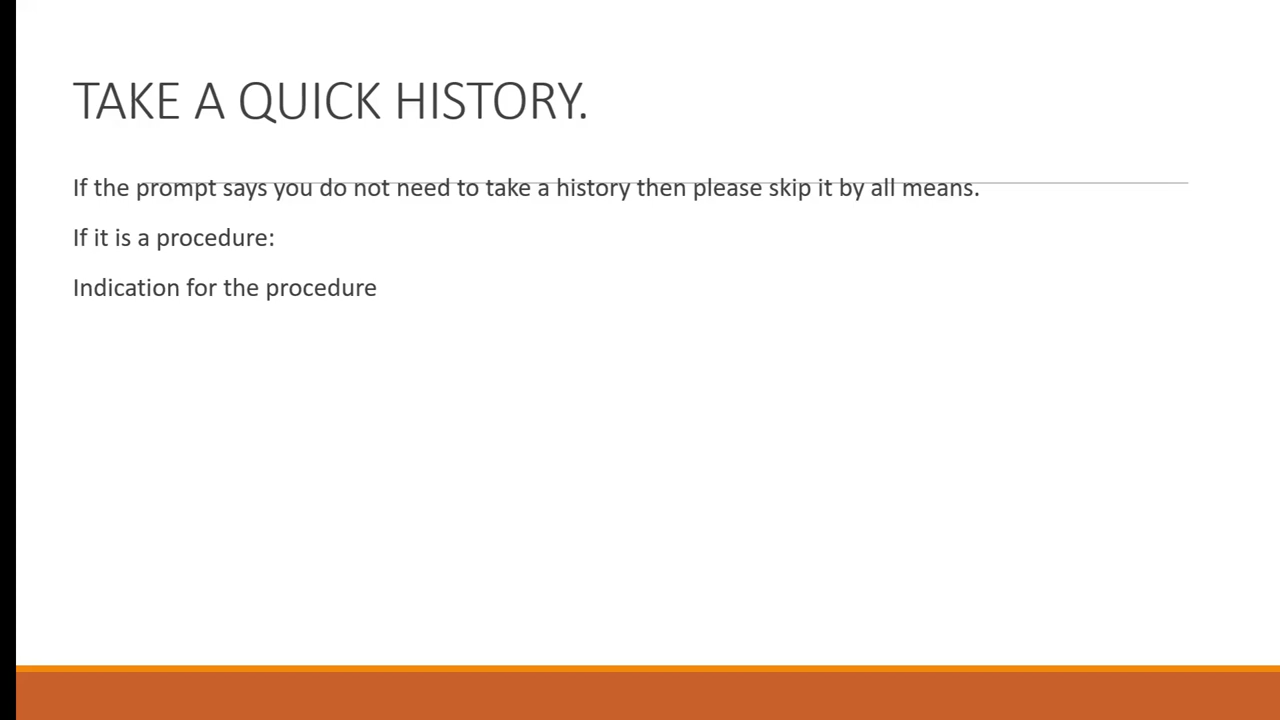 TAKE A QUICK HISTORY.
If the prompt says you do not need to take a history then please skip it by all means.
If it is a procedure:
Indication for the procedure